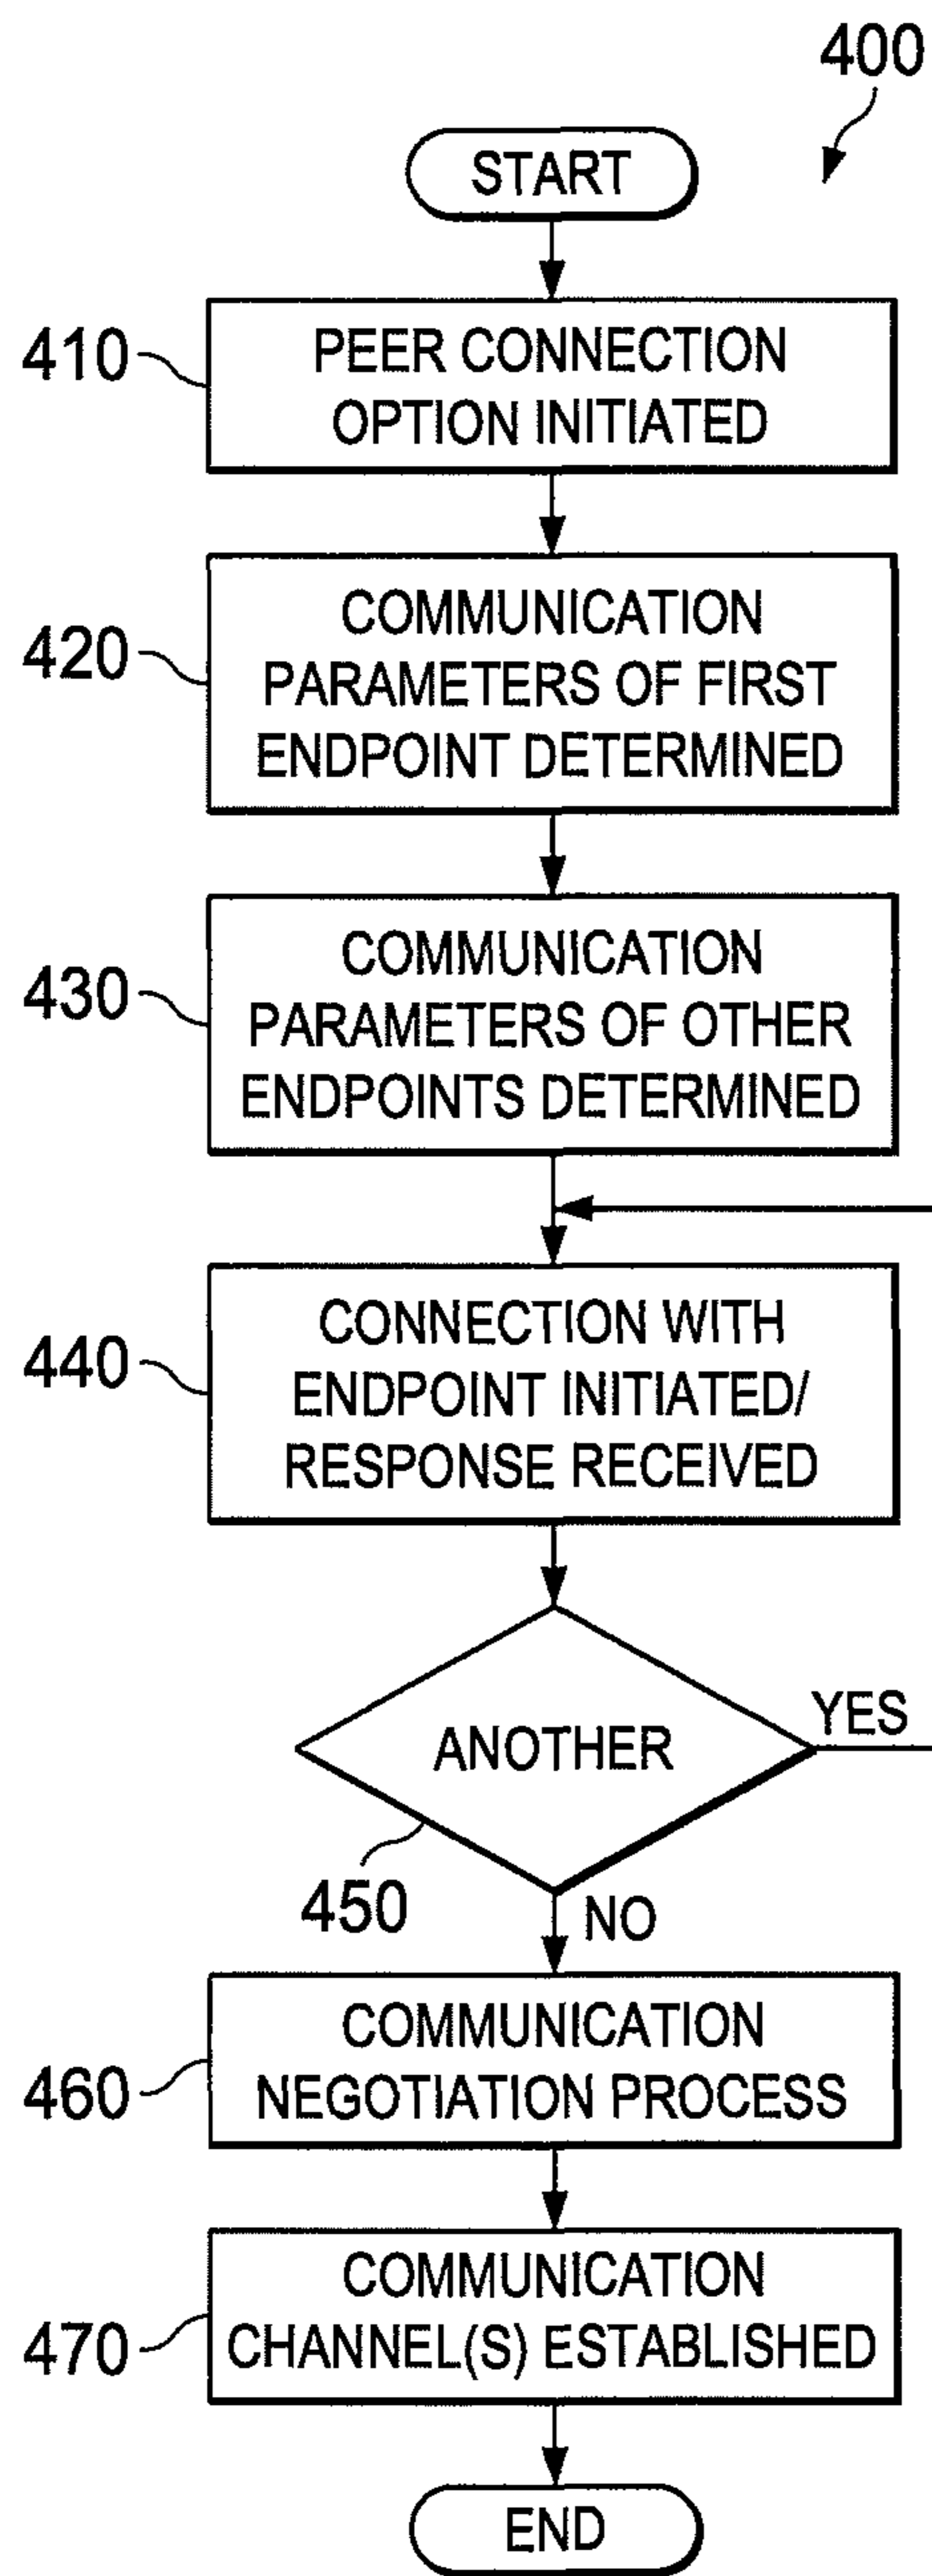 400
START
410
PEER CONNECTION
OPTION INITIATED
420
COMMUNICATION
PARAMETERS OF FIRST
ENDPOINT DETERMINED
430
COMMUNICATION
PARAMETERS OF OTHER
ENDPOINTS DETERMINED
440
CONNECTION WITH
ENDPOINT INITIATED/
RESPONSE RECEIVED
ANOTHER
YES
450
NO
460
COMMUNICATION
NEGOTIATION PROCESS
470
COMMUNICATION
CHANNEL(S) ESTABLISHED
END